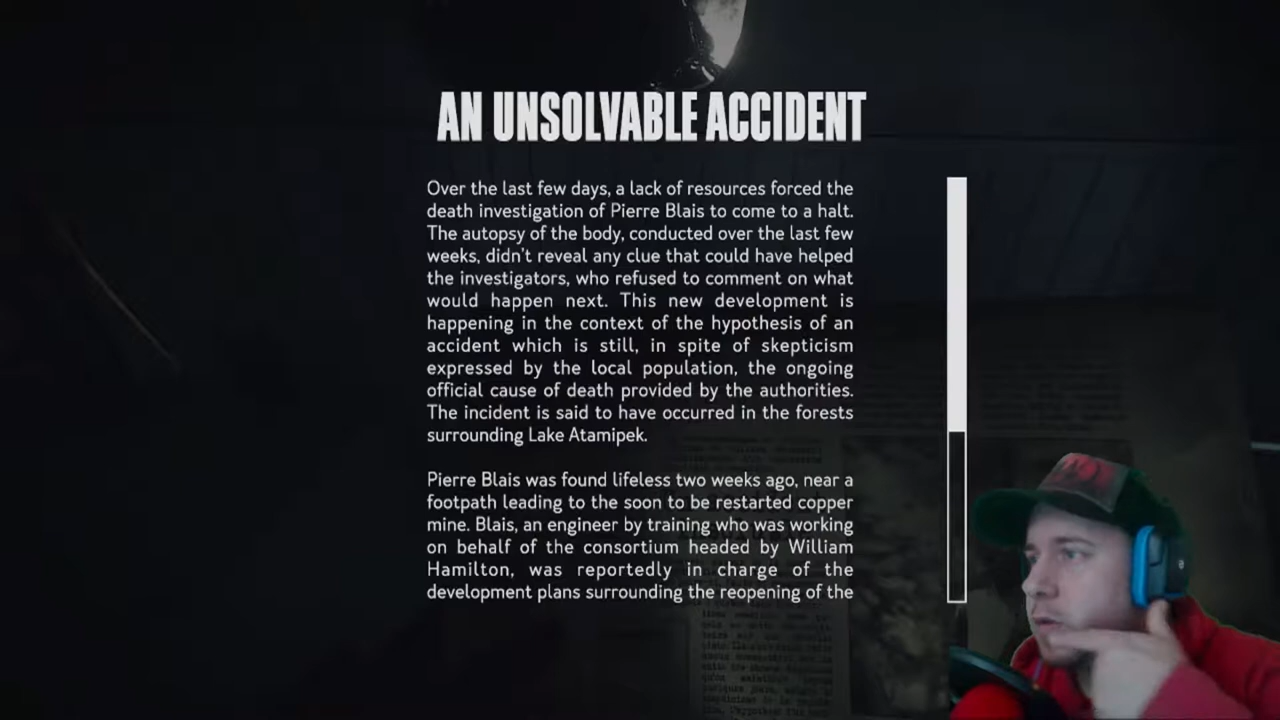 AN UNSOLVABLE ACCIDENT
Over the last few days, a lack of resources forced the
death investigation of Pierre Blais to come to a halt.
The autopsy of the body, conducted over the last few
weeks, didn't reveal any clue that could have helped
the investigators, who refused to comment on what
would happen next. This new development is
happening in the context of the hypothesis of an
accident which is still, in spite of skepticism
expressed by the local population, the ongoing
official cause of death provided by the authorities.
The incident is said to have occurred in the forests
surrounding Lake Atamipek.
Pierre Blais was found lifeless two weeks ago, near a
footpath leading to the soon to be restarted copper
mine. Blais, an engineer by training who was working
on behalf of the consortium headed by William
Hamilton, was reportedly in charge of the
development plans surrounding the reopening of the